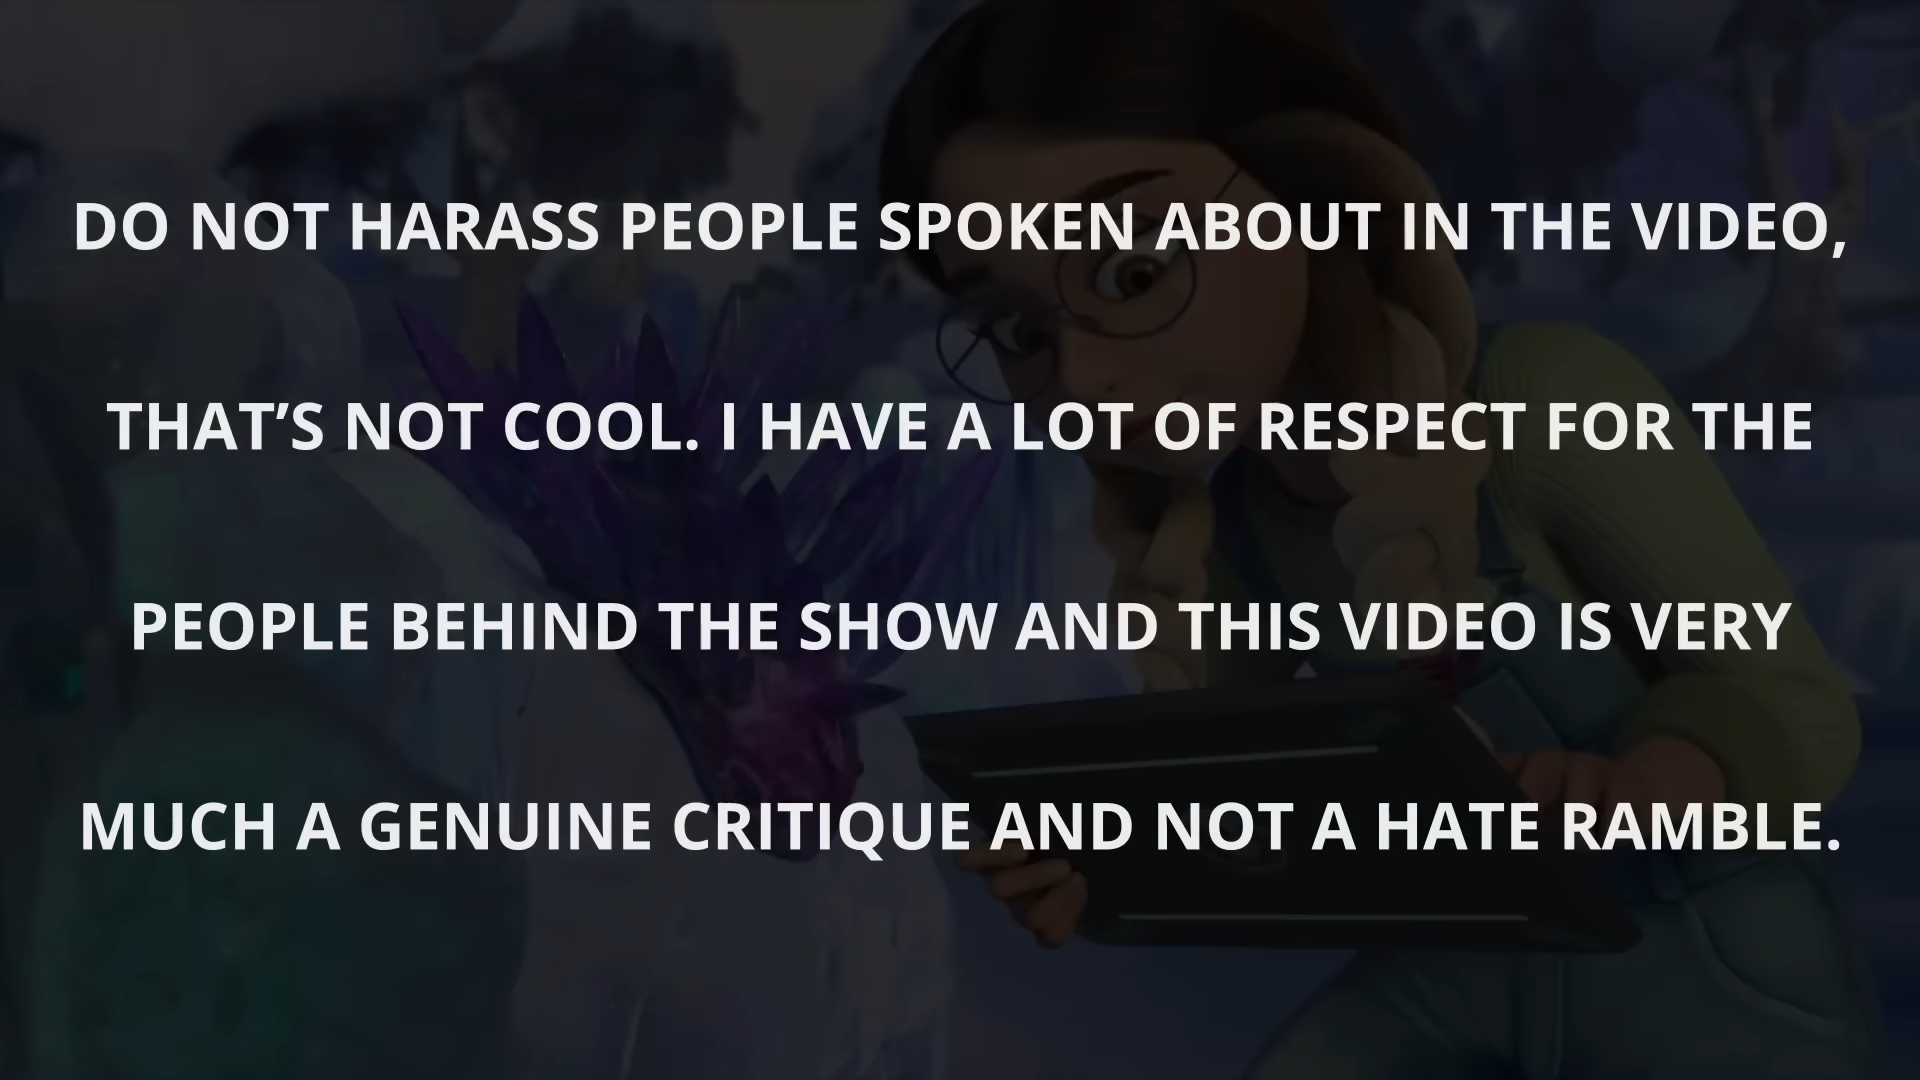 DO NOT HARASS PEOPLE SPOKEN ABOUT IN THE VIDEO,
THAT’S NOT COOL. I HAVE A LOT OF RESPECT FOR THE
PEOPLE BEHIND THE SHOW AND THIS VIDEO IS VERY
MUCH A GENUINE CRITIQUE AND NOT A HATE RAMBLE.